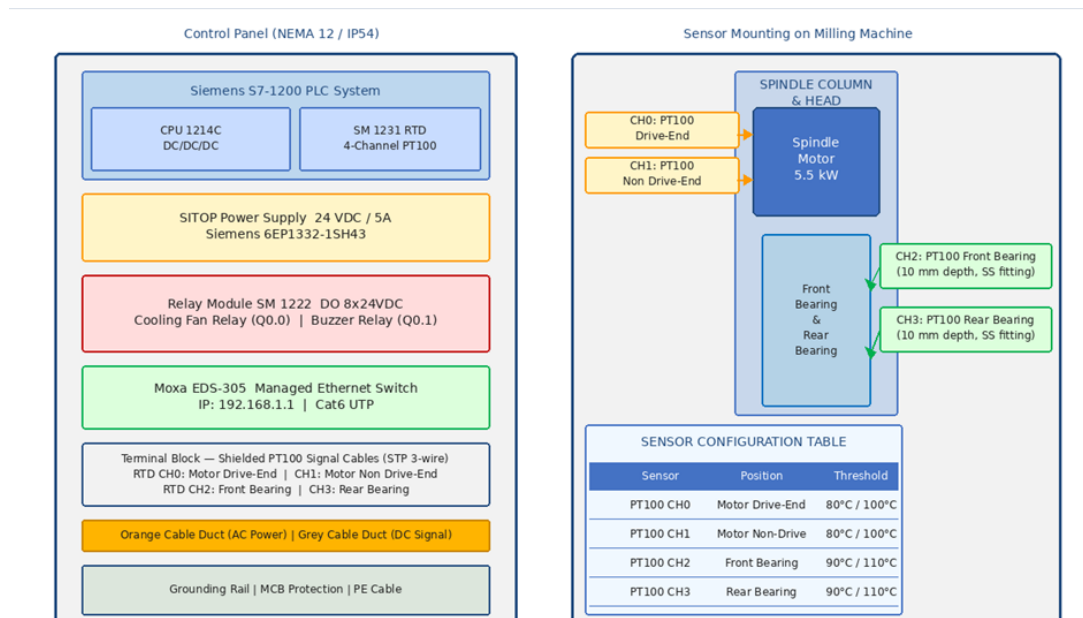 Control Panel (NEMA 12 / IP54)
Siemens S7-1200 PLC System
CPU 1214C
DC/DC/DC
SM 1231 RTD
4-Channel PT100
SITOP Power Supply  24 VDC / 5A
Siemens 6EP1332-1SH43
Relay Module SM 1222  DO 8x24VDC
Cooling Fan Relay (Q0.0)  |  Buzzer Relay (Q0.1)
Moxa EDS-305  Managed Ethernet Switch
IP: 192.168.1.1  |  Cat6 UTP
Terminal Block — Shielded PT100 Signal Cables (STP 3-wire)
RTD CH0: Motor Drive-End  |  CH1: Motor Non Drive-End
RTD CH2: Front Bearing  |  CH3: Rear Bearing
Orange Cable Duct (AC Power) | Grey Cable Duct (DC Signal)
Grounding Rail | MCB Protection | PE Cable
Sensor Mounting on Milling Machine
SPINDLE COLUMN
& HEAD
CH0: PT100
Drive-End
CH1: PT100
Non Drive-End
Spindle
Motor
5.5 kW
Front
Bearing
&
Rear
Bearing
CH2: PT100 Front Bearing
(10 mm depth, SS fitting)
CH3: PT100 Rear Bearing
(10 mm depth, SS fitting)
SENSOR CONFIGURATION TABLE
Sensor Position Threshold
PT100 CH0 Motor Drive-End 80°C / 100°C
PT100 CH1 Motor Non-Drive 80°C / 100°C
PT100 CH2 Front Bearing 90°C / 110°C
PT100 CH3 Rear Bearing 90°C / 110°C